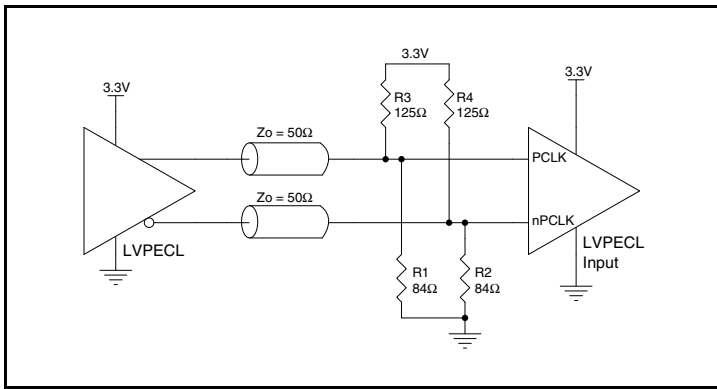 3.3V
3.3V
3.3V
R3
125Ω
R4
125Ω
Zo = 50Ω
PCLK
Zo = 50Ω
nPCLK
LVPECL
LVPECL
Input
R1
84Ω
R2
84Ω